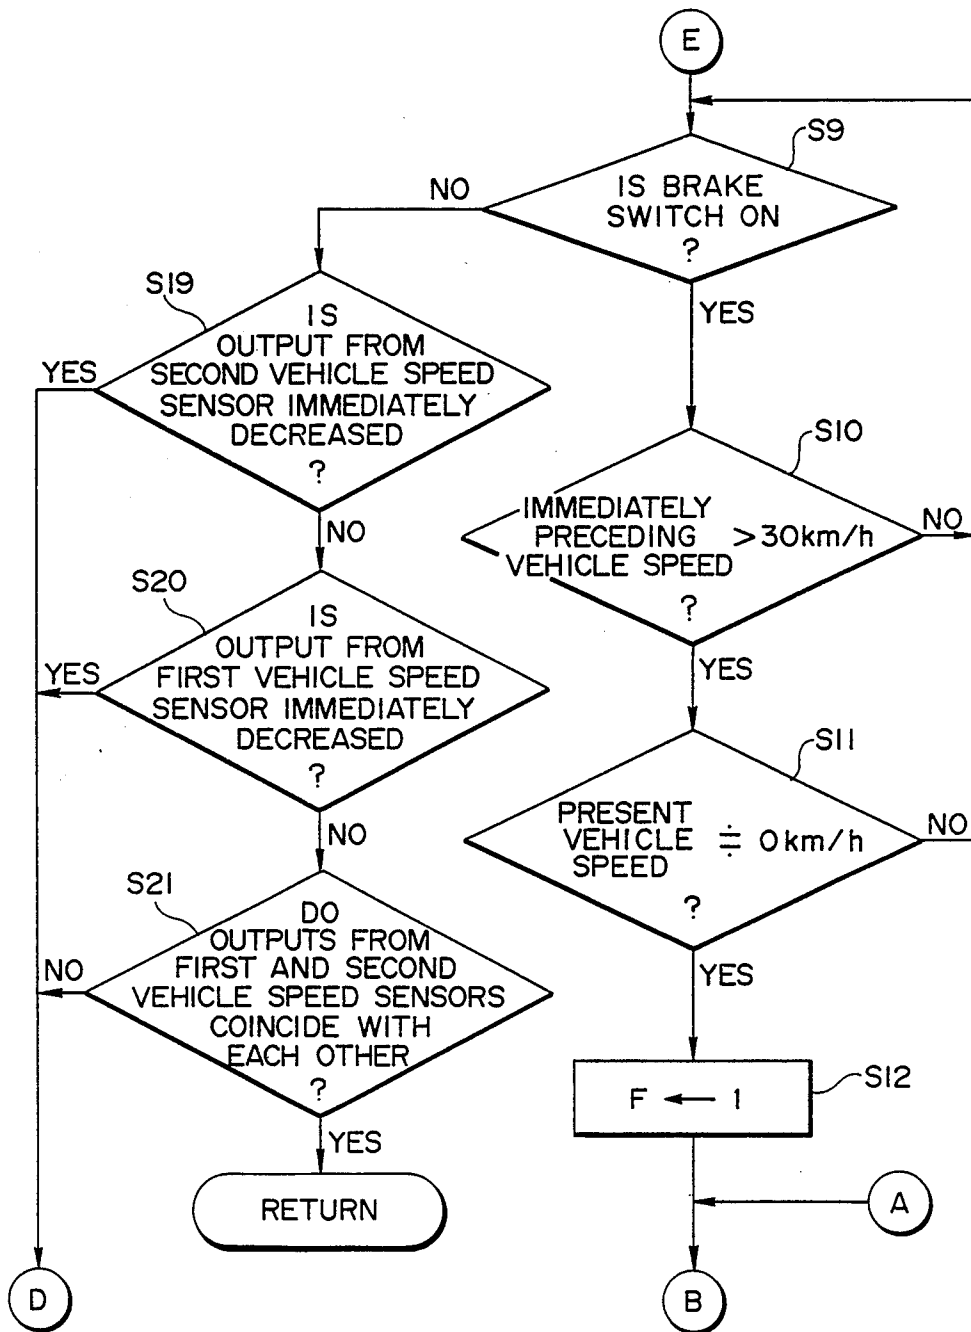 E
S9
NO
IS BRAKE
SWITCH ON
?
YES
S19
IS
OUTPUT FROM
SECOND VEHICLE SPEED
SENSOR IMMEDIATELY
DECREASED
?
YES
NO
S10
IMMEDIATELY
PRECEDING
VEHICLE SPEED
> 30km/h
?
NO
YES
S20
IS
OUTPUT FROM
FIRST VEHICLE SPEED
SENSOR IMMEDIATELY
DECREASED
?
YES
NO
S11
PRESENT
VEHICLE
SPEED
≑ 0km/h
?
NO
YES
S21
DO
OUTPUTS FROM
FIRST AND SECOND
VEHICLE SPEED SENSORS
COINCIDE WITH
EACH OTHER
?
NO
YES
S12
F ← 1
RETURN
A
D
B